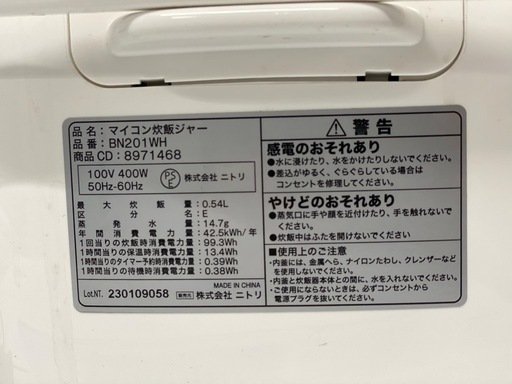 品名：マイコン炊飯ジャー
品番：BN201WH
商品CD：8971468
100V 400W
50Hz-60Hz
PS
E
株式会社 ニトリ
最大炊飯量：0.54L
区分名：E
蒸発水量：14.7g
年間消費電力量：42.5kWh/年
1回当りの炊飯時消費電力量：99.3Wh
1時間当りの保温時消費電力量：13.4Wh
1時間当りのタイマー予約時消費電力量：0.39Wh
1時間当りの待機時消費電力量：0.38Wh
MADE IN CHINA
Lot.NT. 230109058
販売元
株式会社 ニトリ
警告
感電のおそれあり
●水に浸けたり、水をかけたりしないでください。
●差込がゆるく、ぐらぐらしている場合は
コンセントを修理してください。
やけどのおそれあり
●蒸気口に手や顔を近付けたり、手を触れないで
ください。
●炊飯中はふたを開けないでください。
■使用上のご注意
・内釜には、金属へら、ナイロンたわし、クレンザーなど
を使用しないでください。
・内釜と炊飯器本体との間に、水を入れないでください。
・ご使用にならないときは、必ずコンセントから
電源プラグを抜いてください。